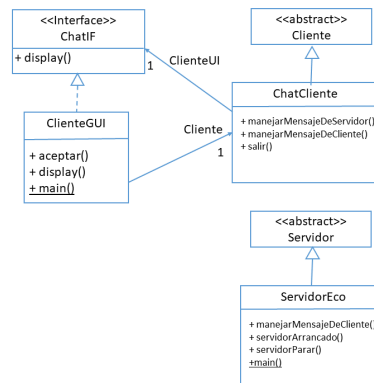 <<Interface>>
ChatIF
+ display()
<<abstract>>
Cliente
ClienteUI
1
ChatCliente
+ manejarMensajeDeServidor()
+ manejarMensajeDeCliente()
+ salir()
ClienteGUI
+ aceptar()
+ display()
+ main()
Cliente
1
<<abstract>>
Servidor
ServidorEco
+ manejarMensajeDeCliente()
+ servidorArrancado()
+ servidorParar()
+main()